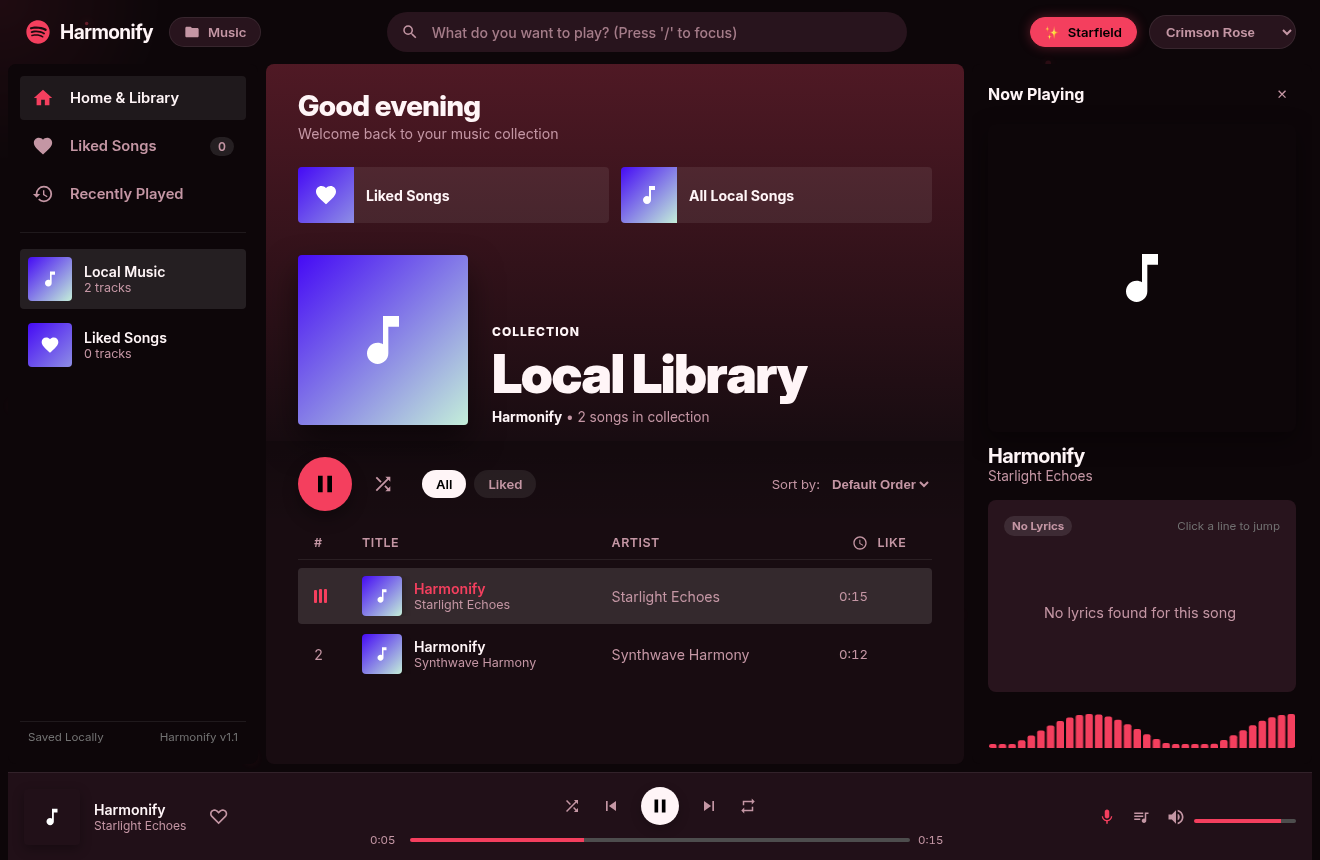 Harmonify
Music
What do you want to play? (Press '/' to focus)
✨ Starfield
Crimson Rose
Home & Library
Liked Songs
0
Recently Played
Local Music
2 tracks
Liked Songs
0 tracks
Saved Locally
Harmonify v1.1
Good evening
Welcome back to your music collection
Liked Songs
All Local Songs
COLLECTION
Local Library
Harmonify • 2 songs in collection
All
Liked
Sort by:
Default Order
# TITLE ARTIST LIKE
Harmonify
Starlight Echoes
Starlight Echoes
0:15
2
Harmonify
Synthwave Harmony
Synthwave Harmony
0:12
Now Playing
✕
Harmonify
Starlight Echoes
No Lyrics
Click a line to jump
No lyrics found for this song
Harmonify
Starlight Echoes
0:05
0:15